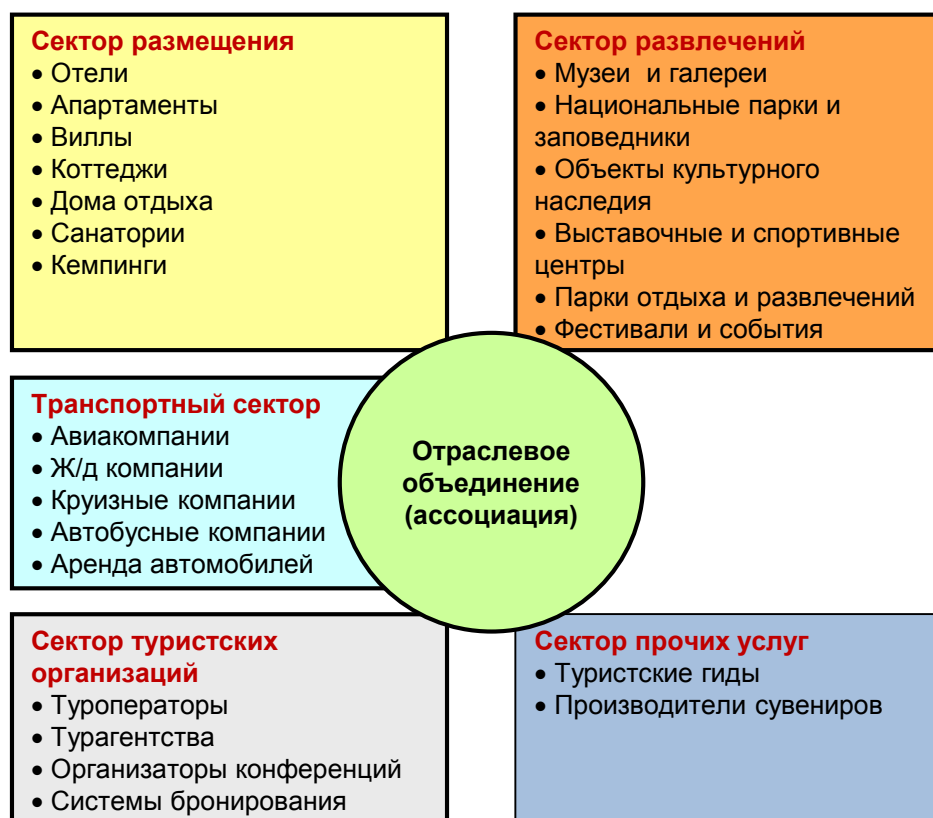 Сектор размещения
• Отели
• Апартаменты
• Виллы
• Коттеджи
• Дома отдыха
• Санатории
• Кемпинги
Сектор развлечений
• Музеи и галереи
• Национальные парки и
заповедники
• Объекты культурного
наследия
• Выставочные и спортивные
центры
• Парки отдыха и развлечений
• Фестивали и события
Транспортный сектор
• Авиакомпании
• Ж/д компании
• Круизные компании
• Автобусные компании
• Аренда автомобилей
Отраслевое
объединение
(ассоциация)
Сектор туристских
организаций
• Туроператоры
• Турагентства
• Организаторы конференций
• Системы бронирования
Сектор прочих услуг
• Туристские гиды
• Производители сувениров